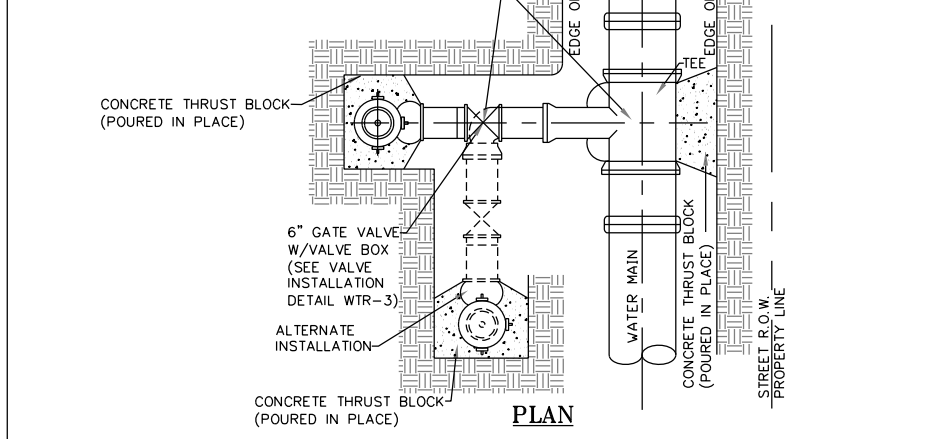 EDGE O
EDGE O
TEE
CONCRETE THRUST BLOCK
(POURED IN PLACE)
6" GATE VALVE
W/VALVE BOX
(SEE VALVE
INSTALLATION
DETAIL WTR-3)
ALTERNATE
INSTALLATION
CONCRETE THRUST BLOCK
(POURED IN PLACE)
WATER MAIN
CONCRETE THRUST BLOCK
(POURED IN PLACE)
STREET R.O.W.
PROPERTY LINE
PLAN